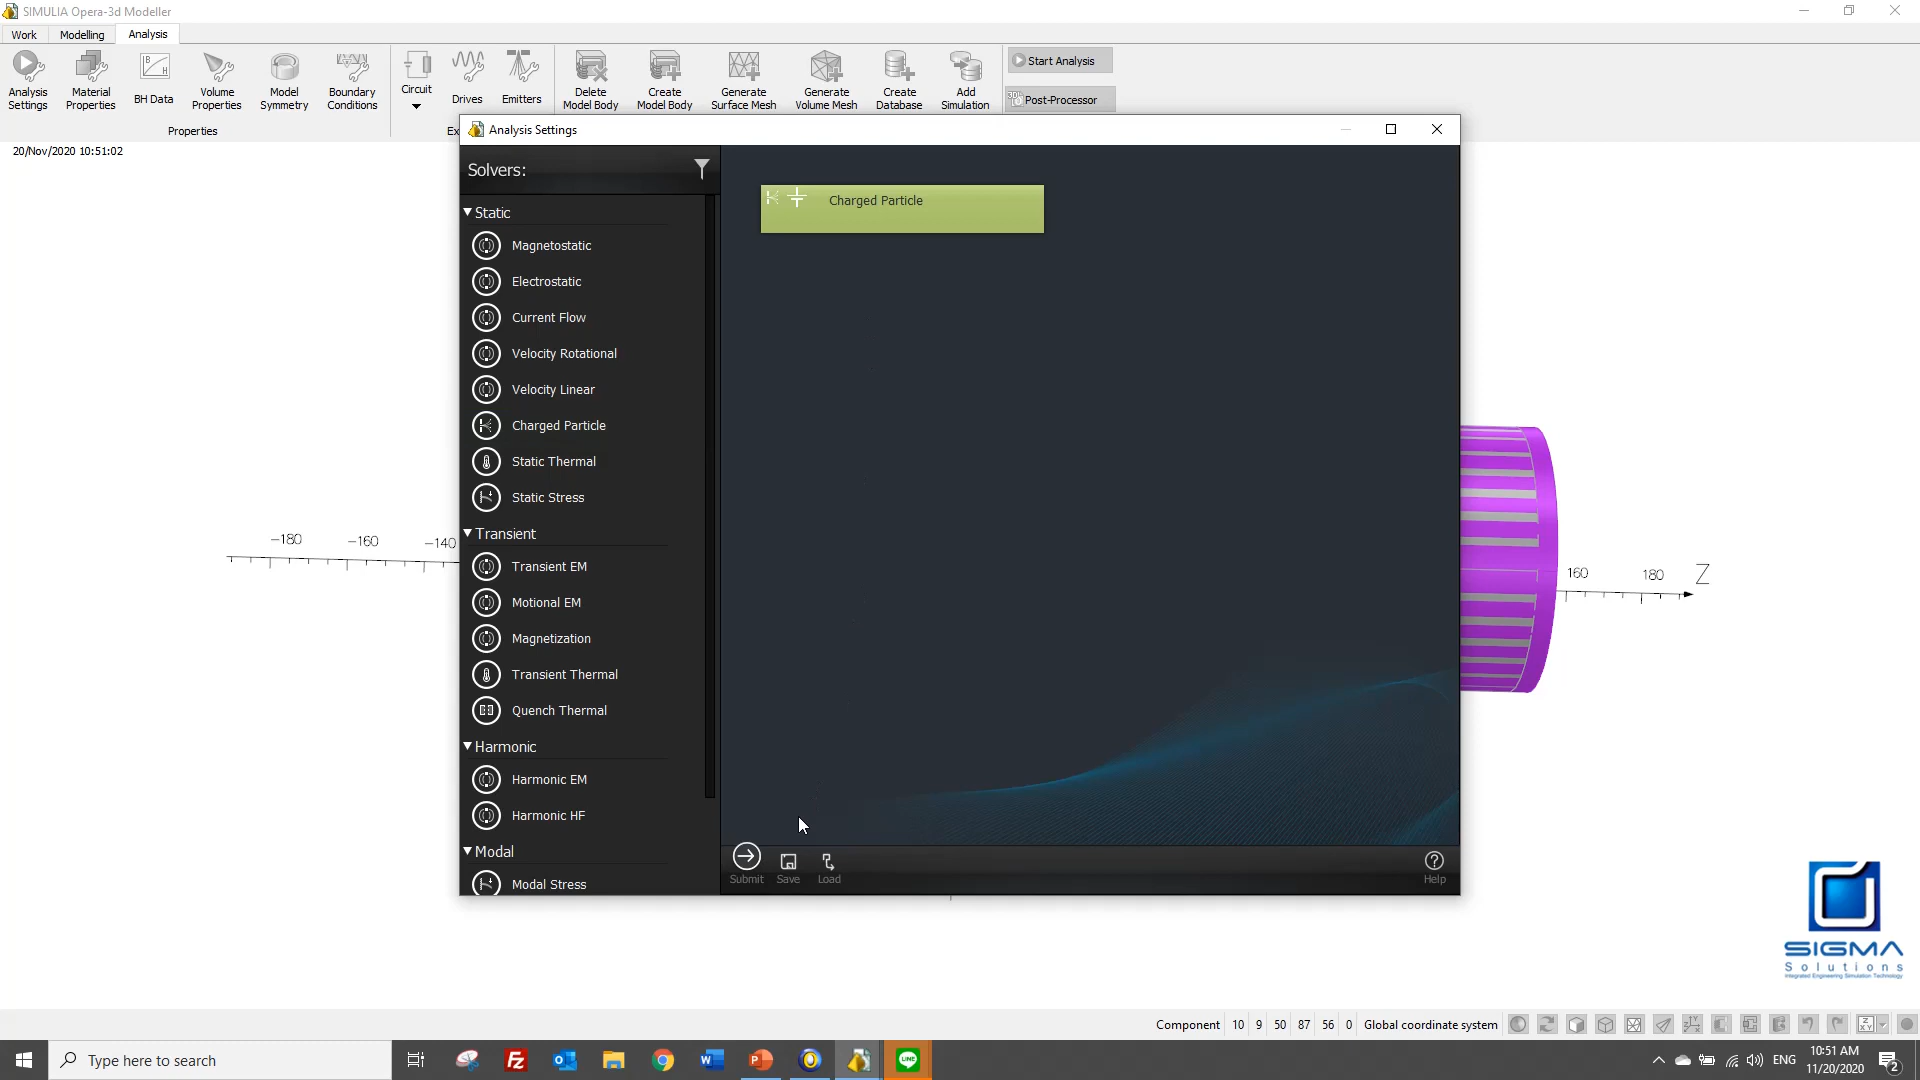 SIMULIA Opera-3d Modeller
Work Modelling Analysis
Analysis Settings
Material Properties
BH Data
Volume Properties
Model Symmetry
Boundary Conditions
Circuit
Drives
Emitters
Delete Model Body
Create Model Body
Generate Surface Mesh
Generate Volume Mesh
Create Database
Add Simulation
Start Analysis
Post-Processor
Properties
Ex
20/Nov/2020 10:51:02
Analysis Settings
Solvers:
Static
Magnetostatic
Electrostatic
Current Flow
Velocity Rotational
Velocity Linear
Charged Particle
Static Thermal
Static Stress
Transient
Transient EM
Motional EM
Magnetization
Transient Thermal
Quench Thermal
Harmonic
Harmonic EM
Harmonic HF
Modal
Modal Stress
Charged Particle
Submit Save Load
Help
−180 −160 −140
160 180 Z
SIGMA
Solutions
Integrated Engineering Simulation Technology
Component 10 9 50 87 56 0 Global coordinate system
Type here to search
ENG
10:51 AM
11/20/2020
2